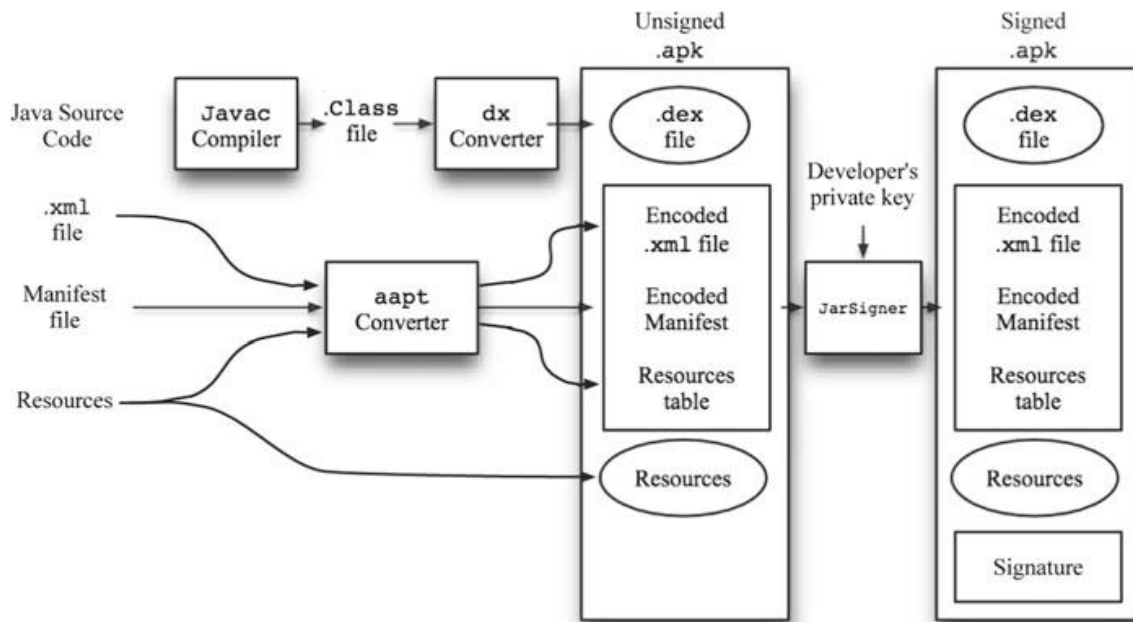 Unsigned
.apk
Signed
.apk
Java Source
Code
Javac
Compiler
.Class
file
dx
Converter
.dex
file
.dex
file
Developer's
private key
.xml
file
Encoded
.xml file
Encoded
.xml file
Manifest
file
aapt
Converter
Encoded
Manifest
JarSigner
Encoded
Manifest
Resources
Resources
table
Resources
table
Resources
Resources
Signature